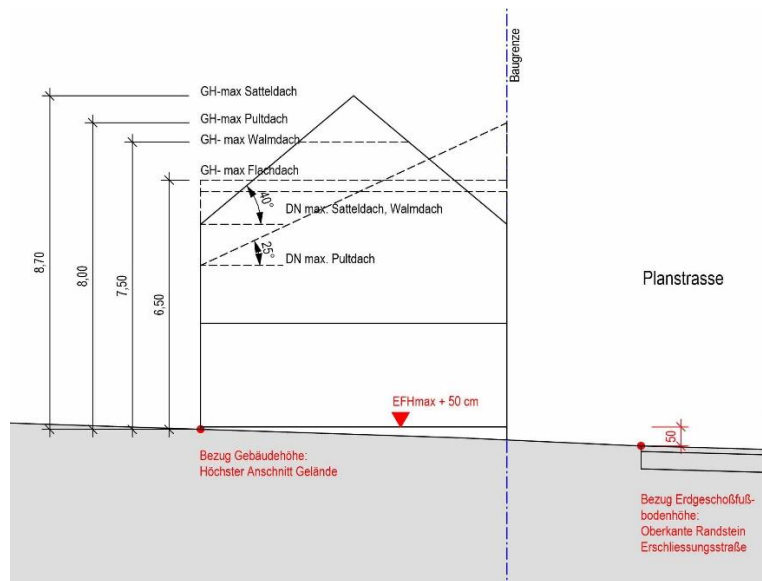 Baugrenze
GH-max Satteldach
GH-max Pultdach
GH- max Walmdach
GH- max Flachdach
40°
DN max. Satteldach, Walmdach
25°
DN max. Pultdach
8,70
8,00
7,50
6,50
Planstrasse
EFHmax + 50 cm
50
Bezug Gebäudehöhe:
Höchster Anschnitt Gelände
Bezug Erdgeschoßfuß-
bodenhöhe:
Oberkante Randstein
Erschliessungsstraße